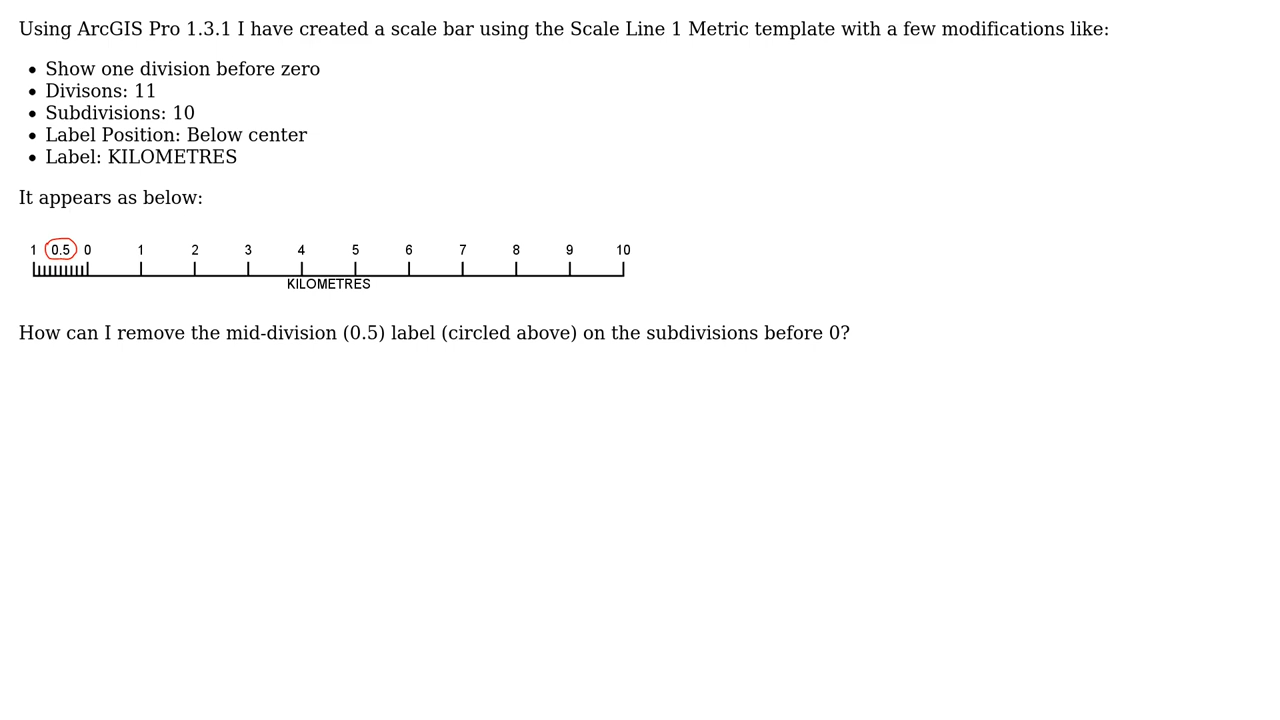 Using ArcGIS Pro 1.3.1 I have created a scale bar using the Scale Line 1 Metric template with a few modifications like:
• Show one division before zero
• Divisons: 11
• Subdivisions: 10
• Label Position: Below center
• Label: KILOMETRES
It appears as below:
1 0.5 0 1 2 3 4 5 6 7 8 9 10
KILOMETRES
How can I remove the mid-division (0.5) label (circled above) on the subdivisions before 0?